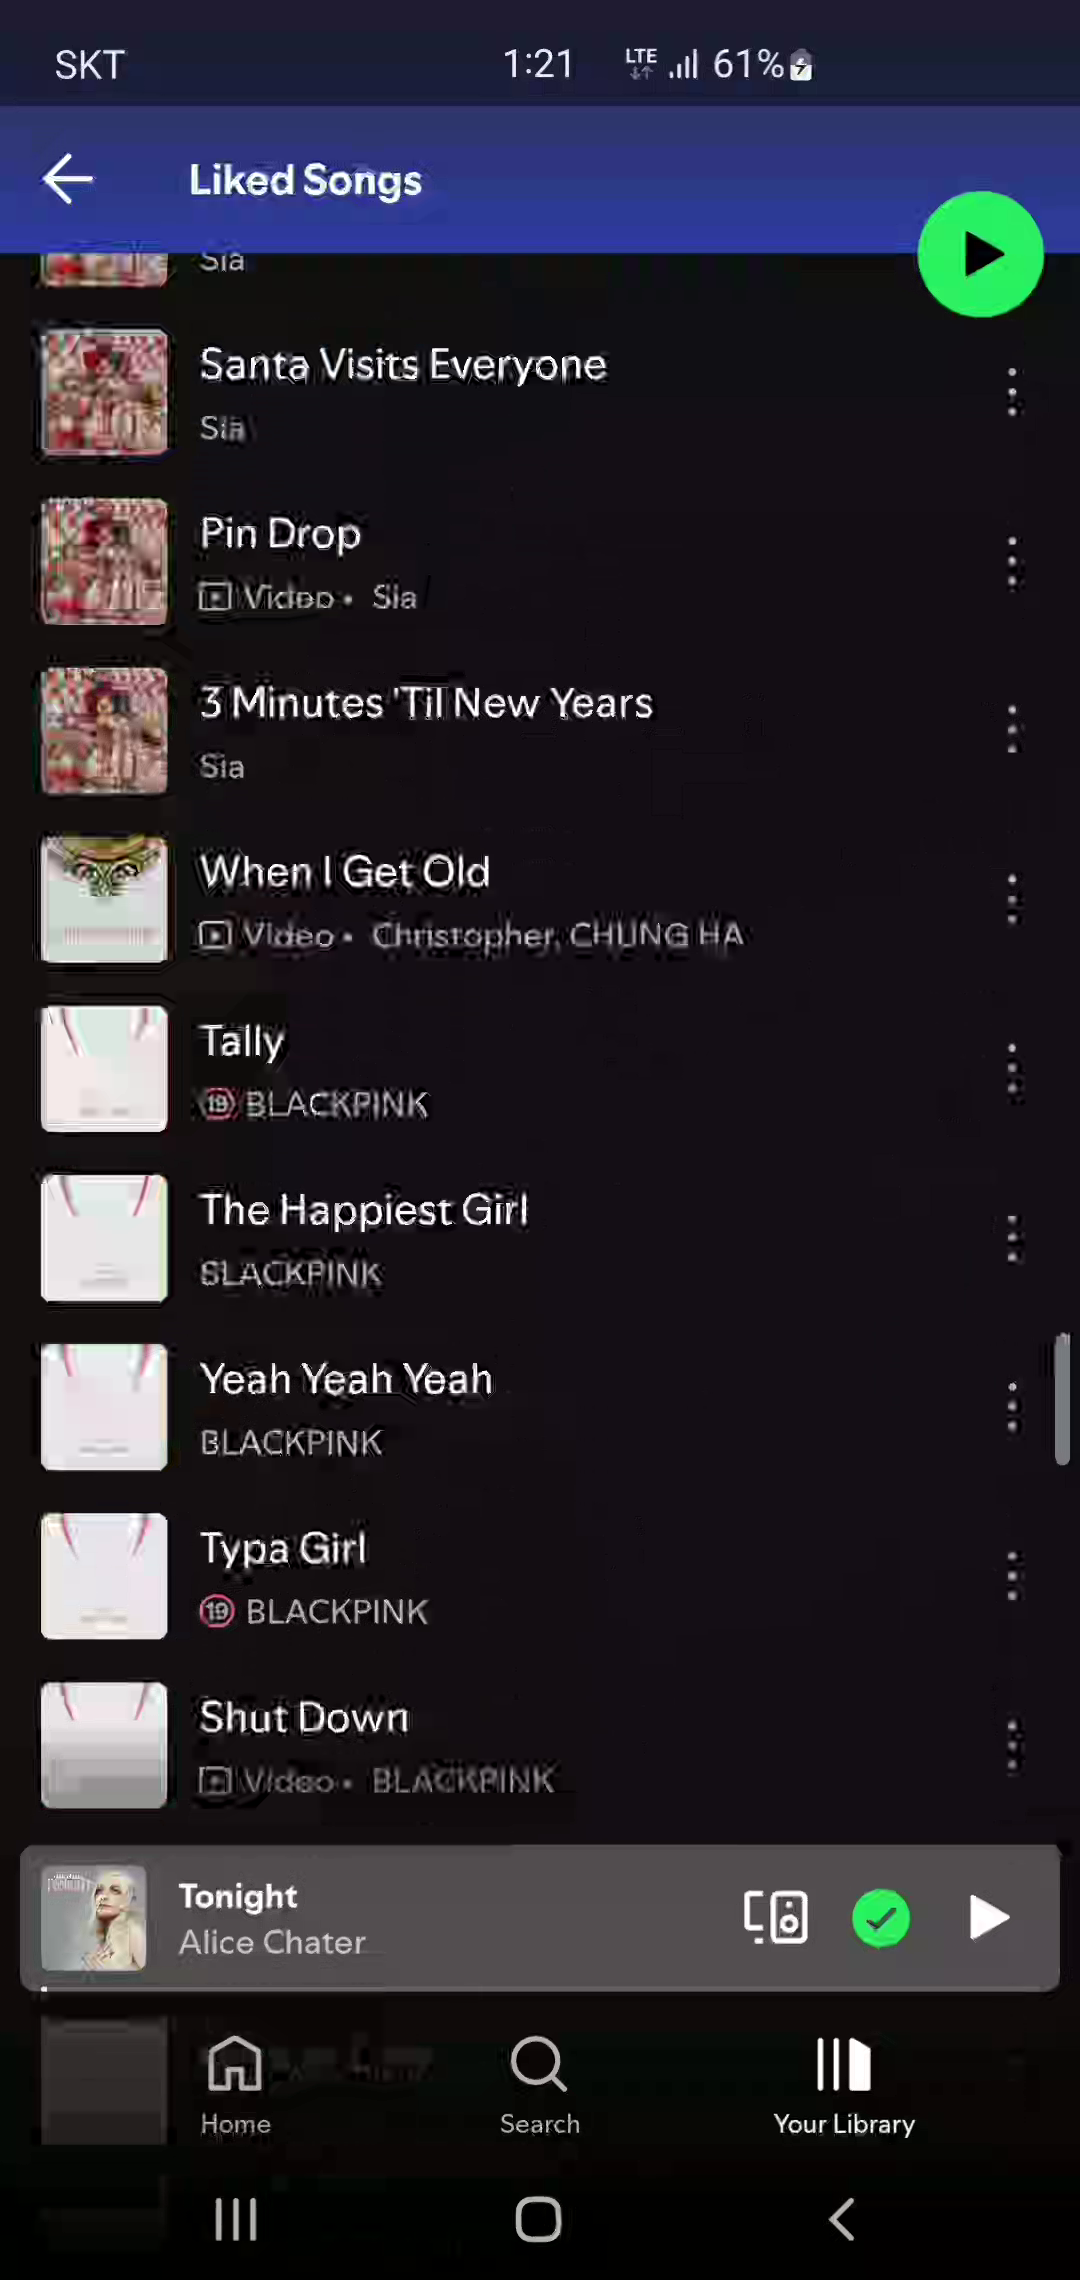 SKT
1:21
LTE
61%
Liked Songs
Sia
Santa Visits Everyone
Sia
Pin Drop
Video • Sia
3 Minutes 'Til New Years
Sia
When I Get Old
Video • Christopher, CHUNG HA
Tally
19 BLACKPINK
The Happiest Girl
BLACKPINK
Yeah Yeah Yeah
BLACKPINK
Typa Girl
19 BLACKPINK
Shut Down
Video • BLACKPINK
Tonight
Alice Chater
Home
Search
Your Library